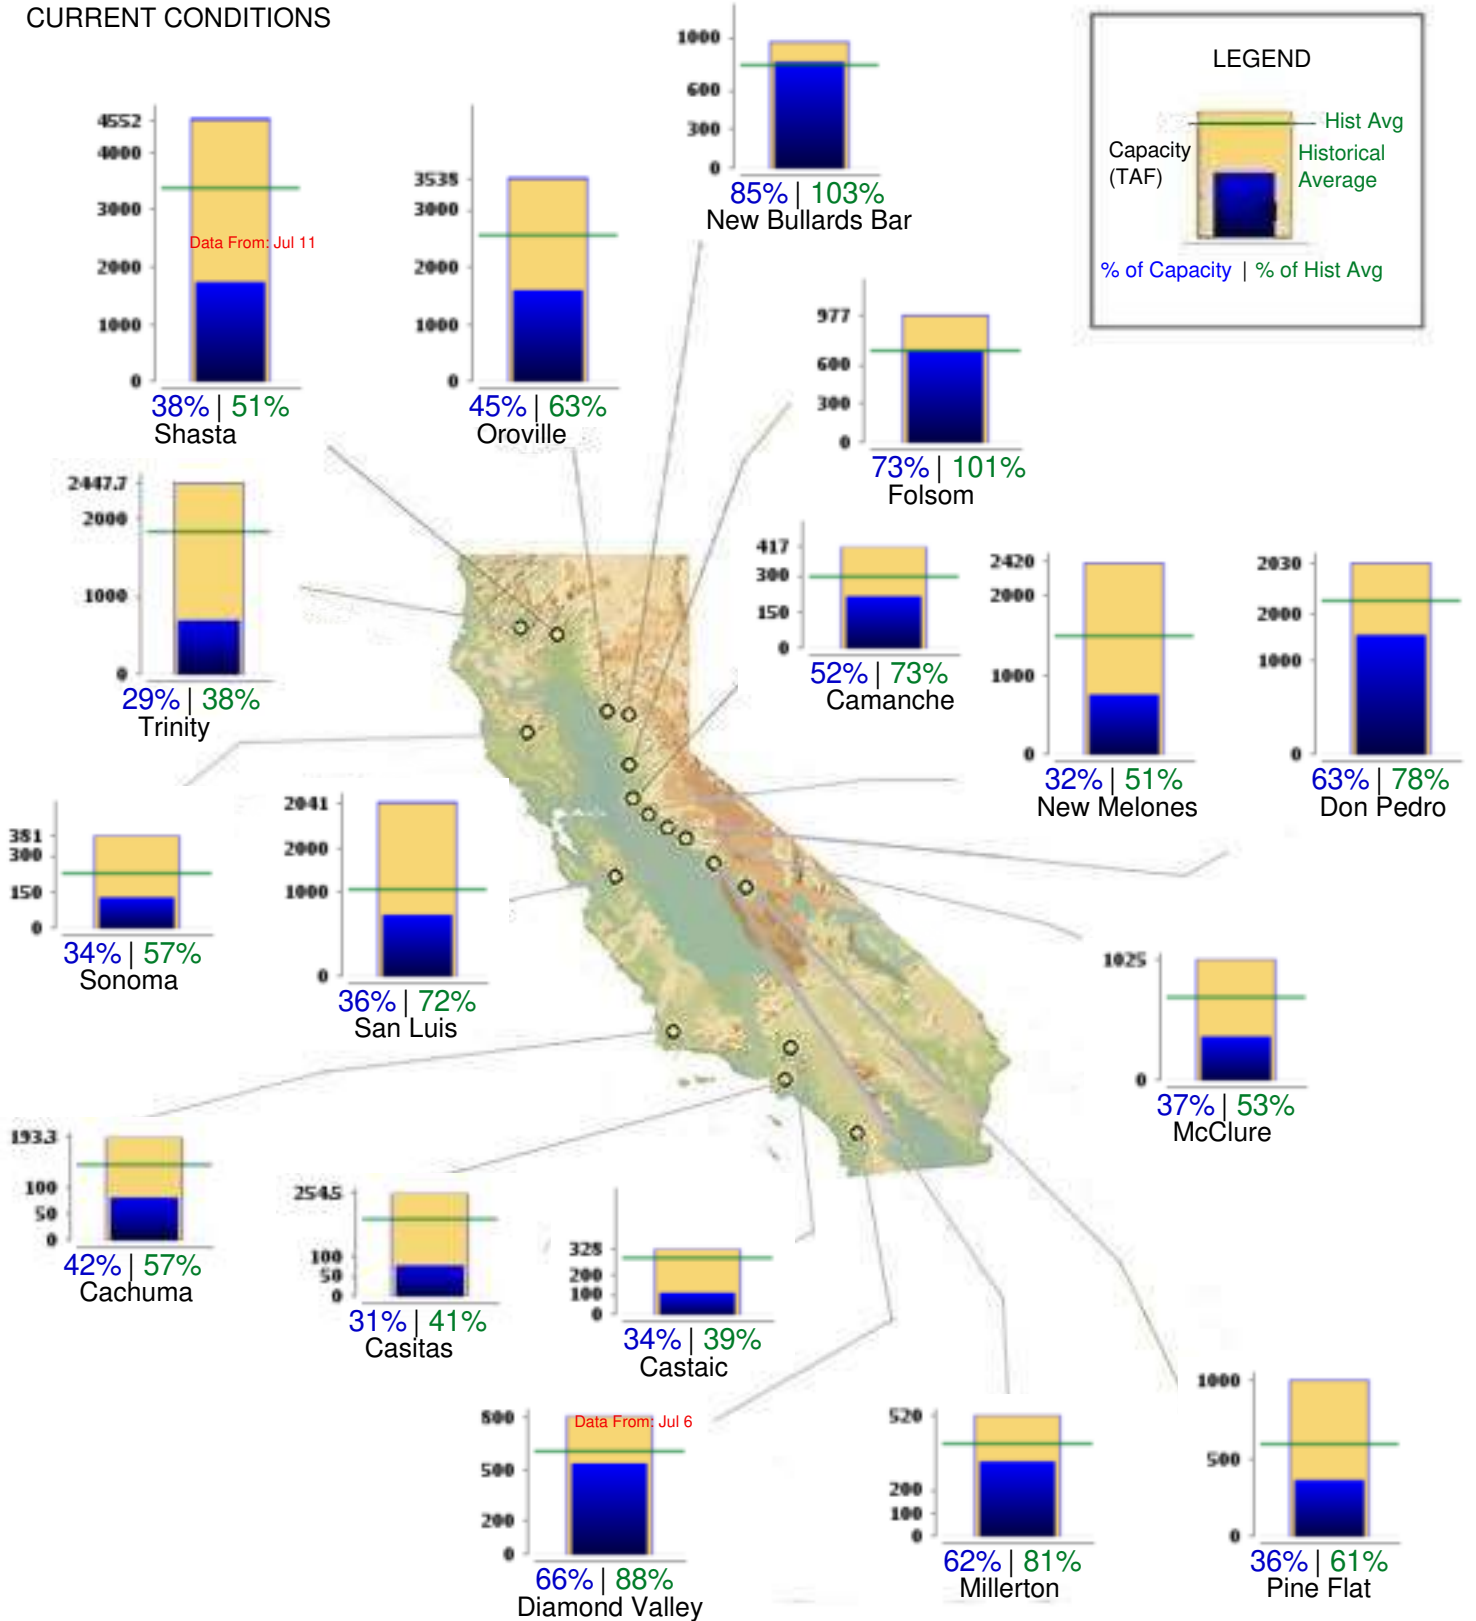 CURRENT CONDITIONS
LEGEND
Hist Avg
Capacity
(TAF)
Historical
Average
% of Capacity | % of Hist Avg
1000
600
300
0
85% | 103%
New Bullards Bar
4552
4000
3000
2000
1000
0
Data From: Jul 11
38% | 51%
Shasta
3538
3000
2000
1000
0
45% | 63%
Oroville
977
600
300
0
73% | 101%
Folsom
2447.7
2000
1000
0
29% | 38%
Trinity
417
300
150
0
52% | 73%
Camanche
2420
2000
1000
0
32% | 51%
New Melones
2030
2000
1000
0
63% | 78%
Don Pedro
381
300
150
0
34% | 57%
Sonoma
2041
2000
1000
0
36% | 72%
San Luis
1025
0
37% | 53%
McClure
193.3
100
50
0
42% | 57%
Cachuma
254.5
100
50
0
31% | 41%
Casitas
325
200
100
0
34% | 39%
Castaic
800
500
200
0
Data From: Jul 6
66% | 88%
Diamond Valley
520
200
100
0
62% | 81%
Millerton
1000
500
0
36% | 61%
Pine Flat